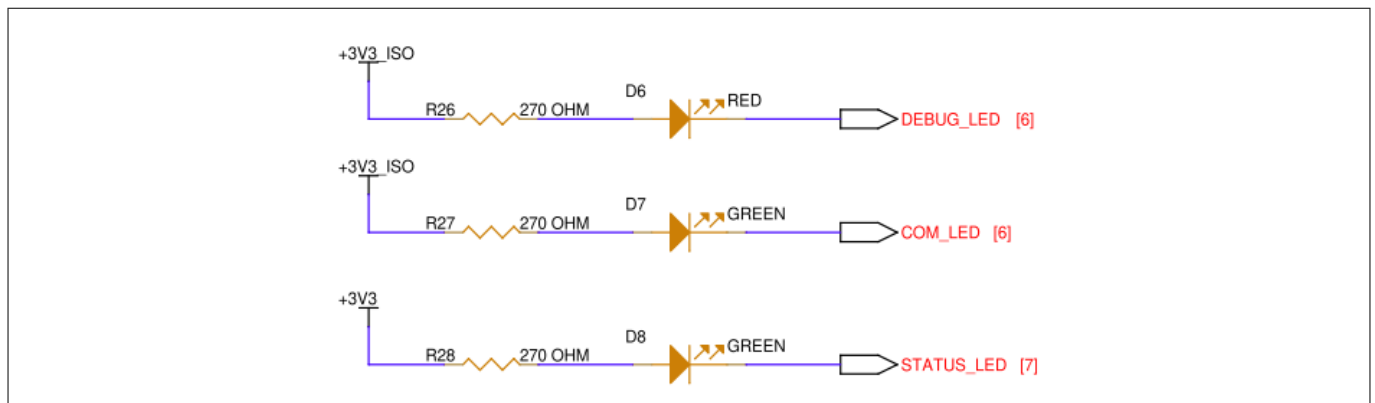 +3V3_ISO
D6
RED
R26 270 OHM
DEBUG_LED [6]
+3V3_ISO
D7
GREEN
R27 270 OHM
COM_LED [6]
+3V3
D8
GREEN
R28 270 OHM
STATUS_LED [7]